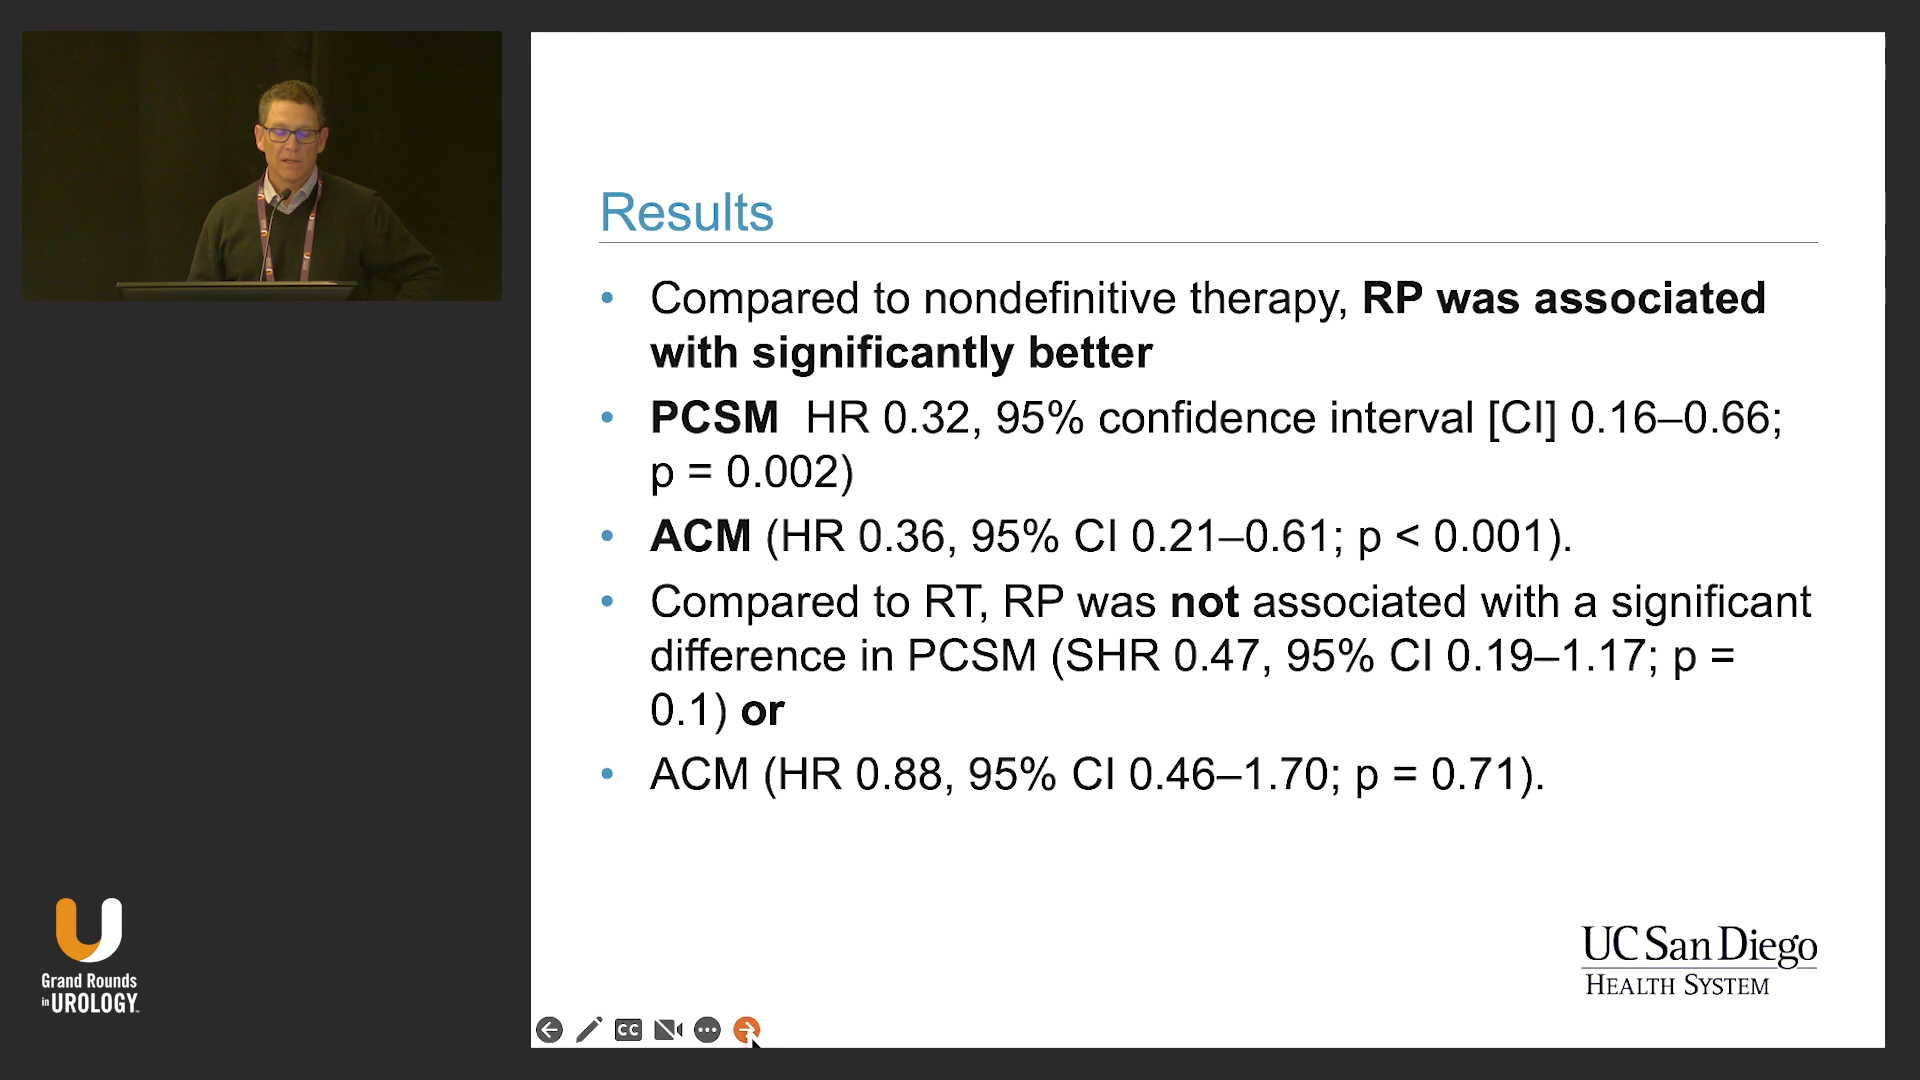 Results
• Compared to nondefinitive therapy, RP was associated
with significantly better
• PCSM HR 0.32, 95% confidence interval [CI] 0.16–0.66;
p = 0.002)
• ACM (HR 0.36, 95% CI 0.21–0.61; p < 0.001).
• Compared to RT, RP was not associated with a significant
difference in PCSM (SHR 0.47, 95% CI 0.19–1.17; p =
0.1) or
• ACM (HR 0.88, 95% CI 0.46–1.70; p = 0.71).
UC San Diego
HEALTH SYSTEM
Grand Rounds
in UROLOGY
CC